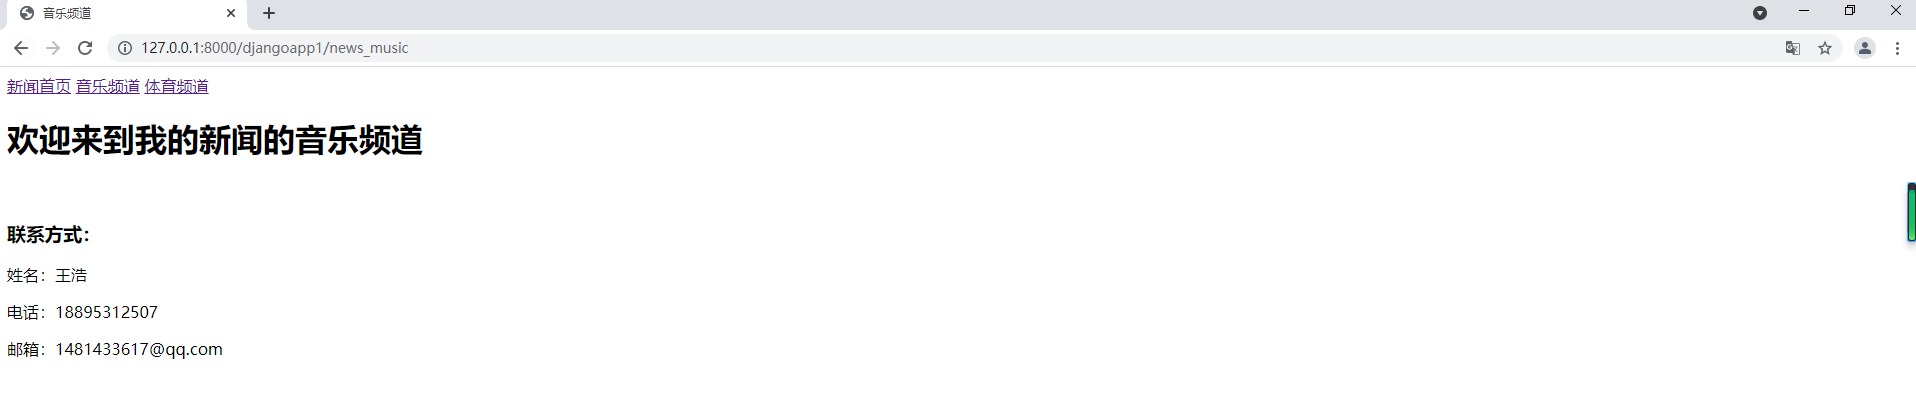 音乐频道
127.0.0.1:8000/djangoapp1/news_music
新闻首页 音乐频道 体育频道
欢迎来到我的新闻的音乐频道
联系方式：
姓名：王浩
电话：18895312507
邮箱：1481433617@qq.com